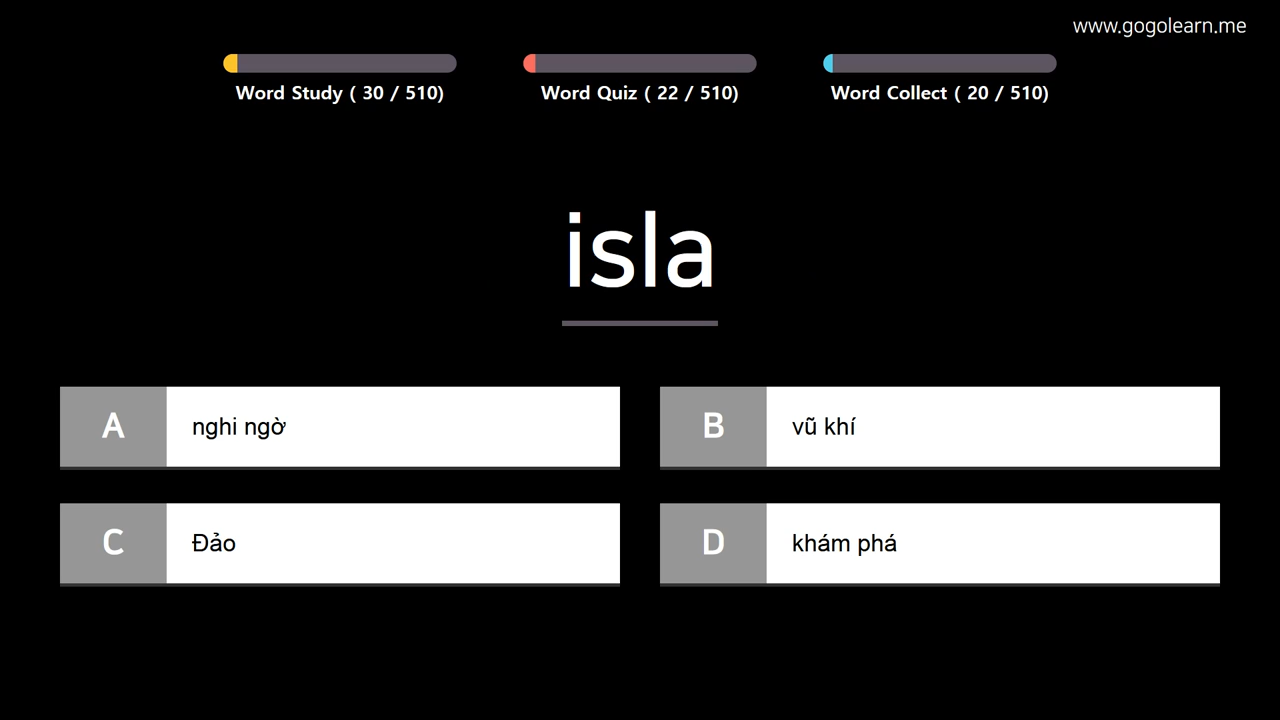 www.gogolearn.me
Word Study ( 30 / 510)
Word Quiz ( 22 / 510)
Word Collect ( 20 / 510)
isla
A nghi ngờ
B vũ khí
C Đảo
D khám phá